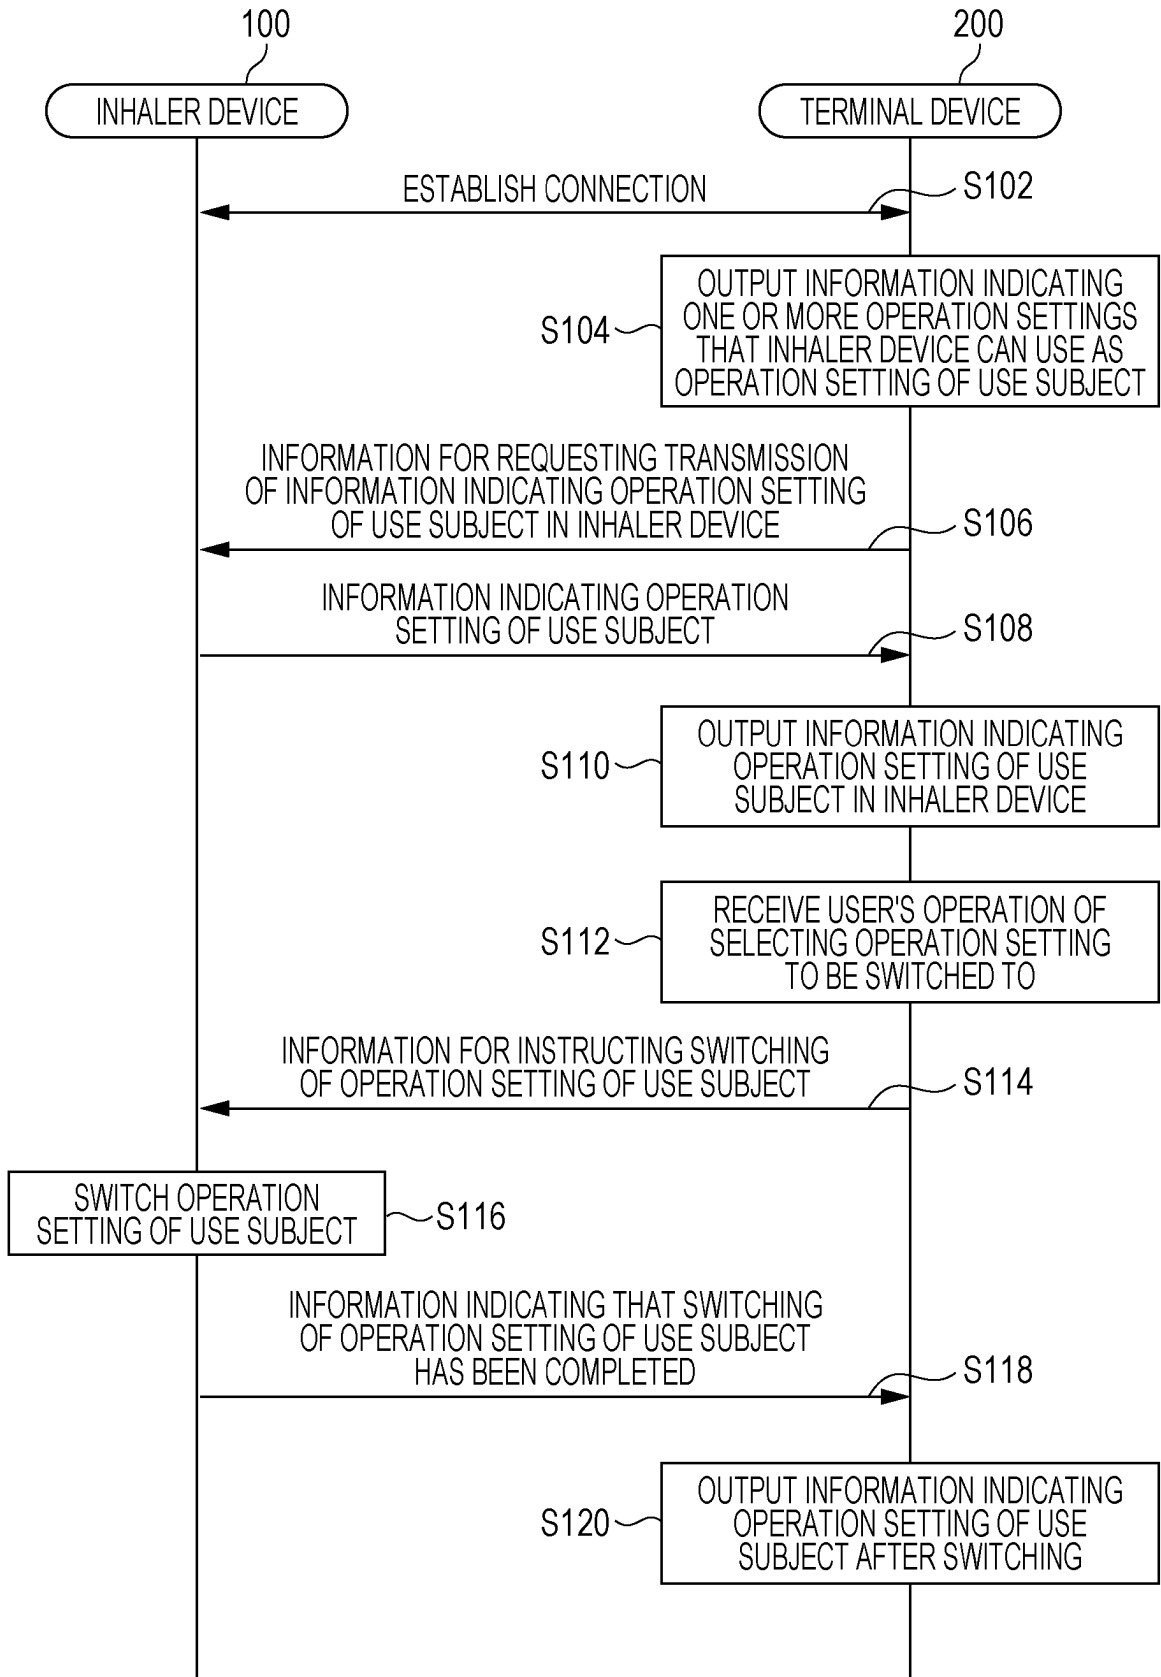 100
200
INHALER DEVICE
TERMINAL DEVICE
ESTABLISH CONNECTION
S102
OUTPUT INFORMATION INDICATING
ONE OR MORE OPERATION SETTINGS
THAT INHALER DEVICE CAN USE AS
OPERATION SETTING OF USE SUBJECT
S104
INFORMATION FOR REQUESTING TRANSMISSION
OF INFORMATION INDICATING OPERATION SETTING
OF USE SUBJECT IN INHALER DEVICE
S106
INFORMATION INDICATING OPERATION
SETTING OF USE SUBJECT
S108
OUTPUT INFORMATION INDICATING
OPERATION SETTING OF USE
SUBJECT IN INHALER DEVICE
S110
RECEIVE USER'S OPERATION OF
SELECTING OPERATION SETTING
TO BE SWITCHED TO
S112
INFORMATION FOR INSTRUCTING SWITCHING
OF OPERATION SETTING OF USE SUBJECT
S114
SWITCH OPERATION
SETTING OF USE SUBJECT
S116
INFORMATION INDICATING THAT SWITCHING
OF OPERATION SETTING OF USE SUBJECT
HAS BEEN COMPLETED
S118
OUTPUT INFORMATION INDICATING
OPERATION SETTING OF USE
SUBJECT AFTER SWITCHING
S120